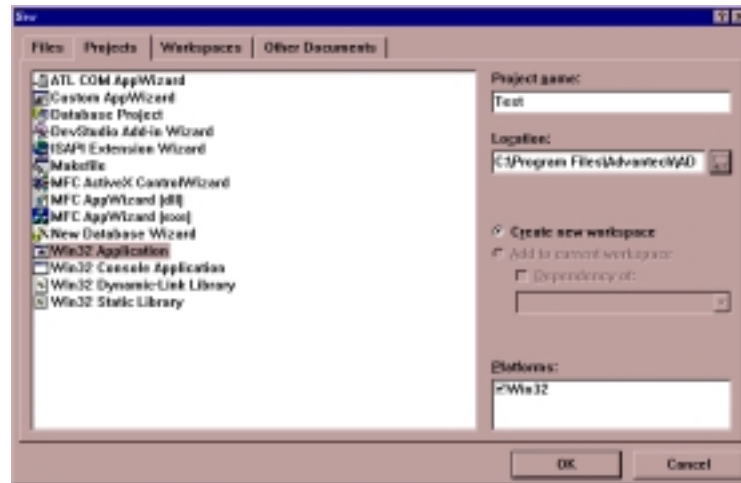 New
Files Projects Workspaces Other Documents
ATL COM AppWizard
Custom AppWizard
Database Project
DevStudio Add-in Wizard
ISAPI Extension Wizard
Makefile
MFC ActiveX ControlWizard
MFC AppWizard (dll)
MFC AppWizard (exe)
New Database Wizard
Win32 Application
Win32 Console Application
Win32 Dynamic-Link Library
Win32 Static Library
Project name:
Test
Location:
C:\Program Files\Advantech\AD
...
Create new workspace
Add to current workspace
Dependency of:
Platforms:
Win32
OK Cancel